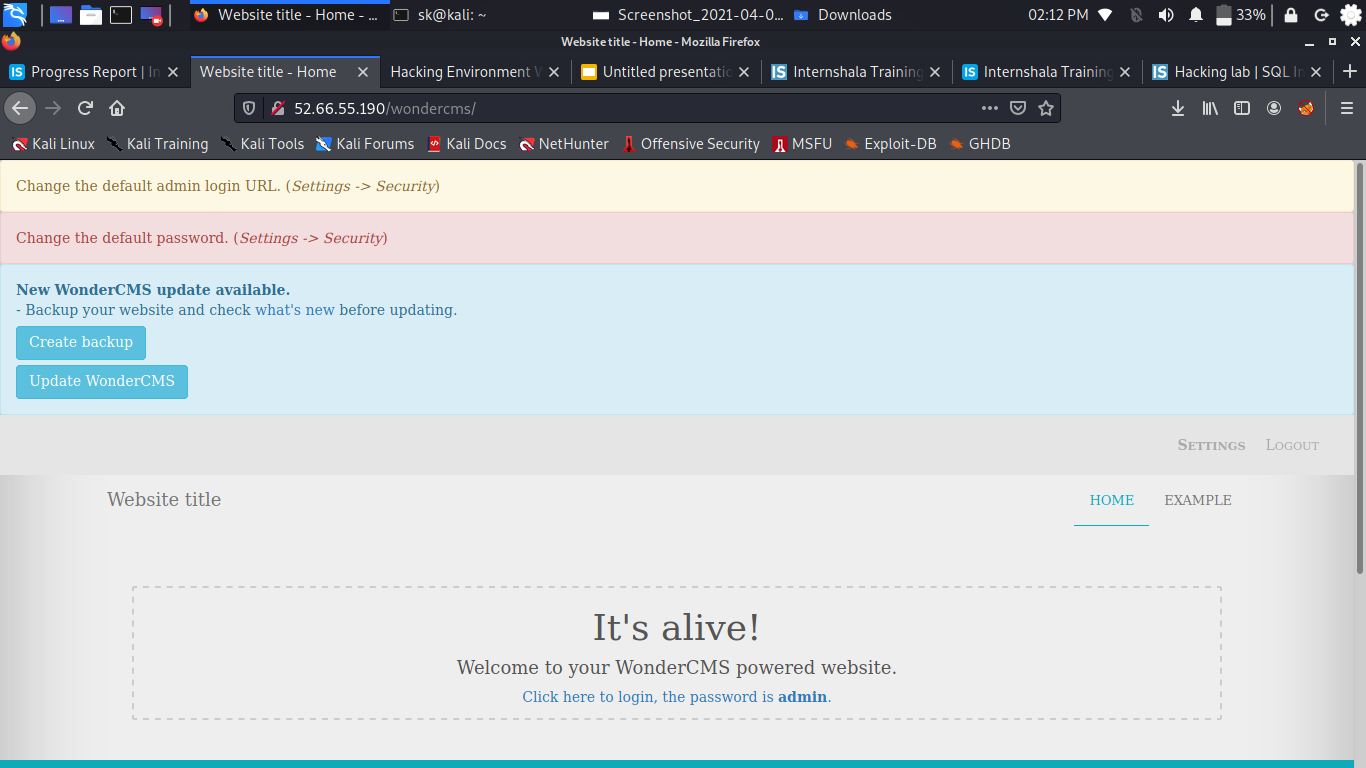 Website title - Home - ...
sk@kali: ~
Screenshot_2021-04-0...
Downloads
02:12 PM
33%
Website title - Home - Mozilla Firefox
Progress Report | In
Website title - Home
Hacking Environment
Untitled presentatio
Internshala Training
Internshala Training
Hacking lab | SQL In
52.66.55.190/wondercms/
Kali Linux
Kali Training
Kali Tools
Kali Forums
Kali Docs
NetHunter
Offensive Security
MSFU
Exploit-DB
GHDB
Change the default admin login URL. (Settings -> Security)
Change the default password. (Settings -> Security)
New WonderCMS update available.
- Backup your website and check what's new before updating.
Create backup
Update WonderCMS
Settings Logout
Website title
HOME
EXAMPLE
It's alive!
Welcome to your WonderCMS powered website.
Click here to login, the password is admin.